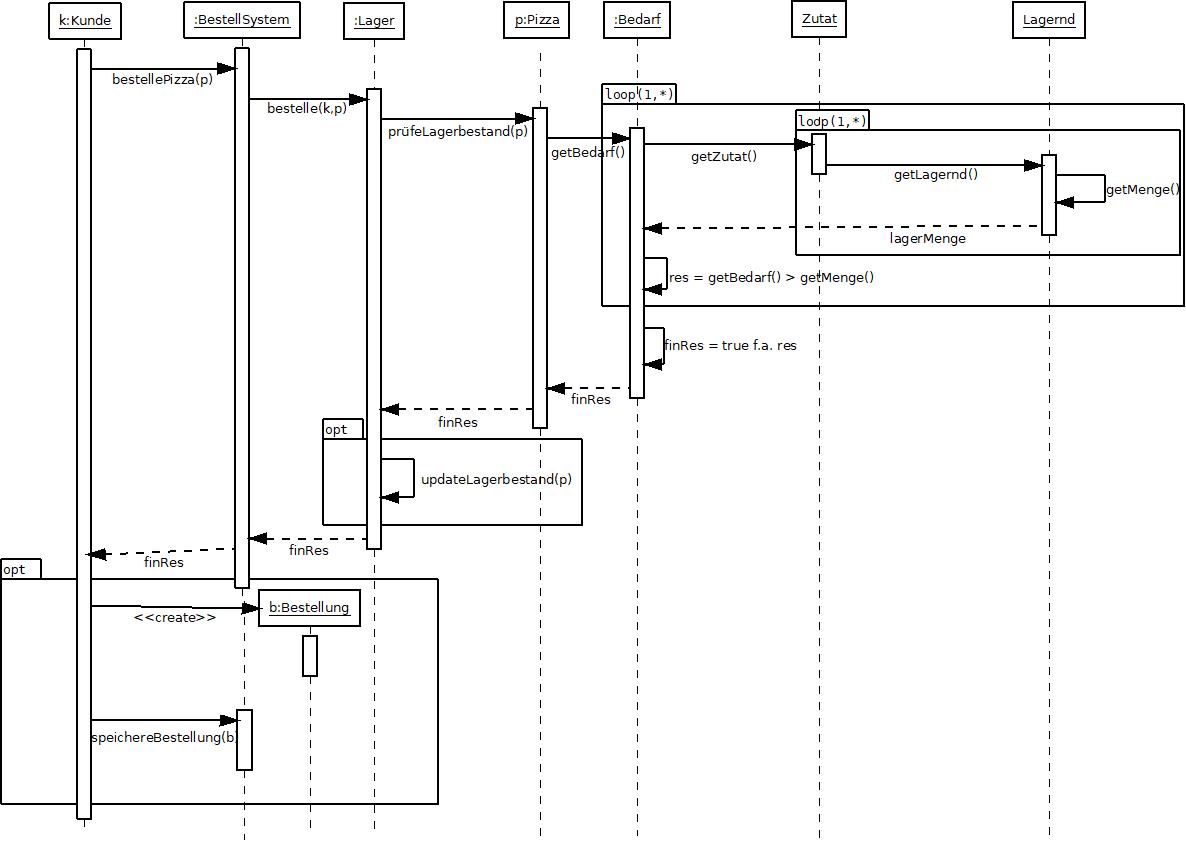 k:Kunde
:BestellSystem
:Lager
p:Pizza
:Bedarf
Zutat
Lagernd
bestellePizza(p)
bestelle(k,p)
loop(1,*)
loop(1,*)
prüfeLagerbestand(p)
getBedarf()
getZutat()
getLagernd()
getMenge()
lagerMenge
res = getBedarf() > getMenge()
finRes = true f.a. res
finRes
finRes
opt
updateLagerbestand(p)
finRes
finRes
opt
b:Bestellung
<<create>>
speichereBestellung(b)